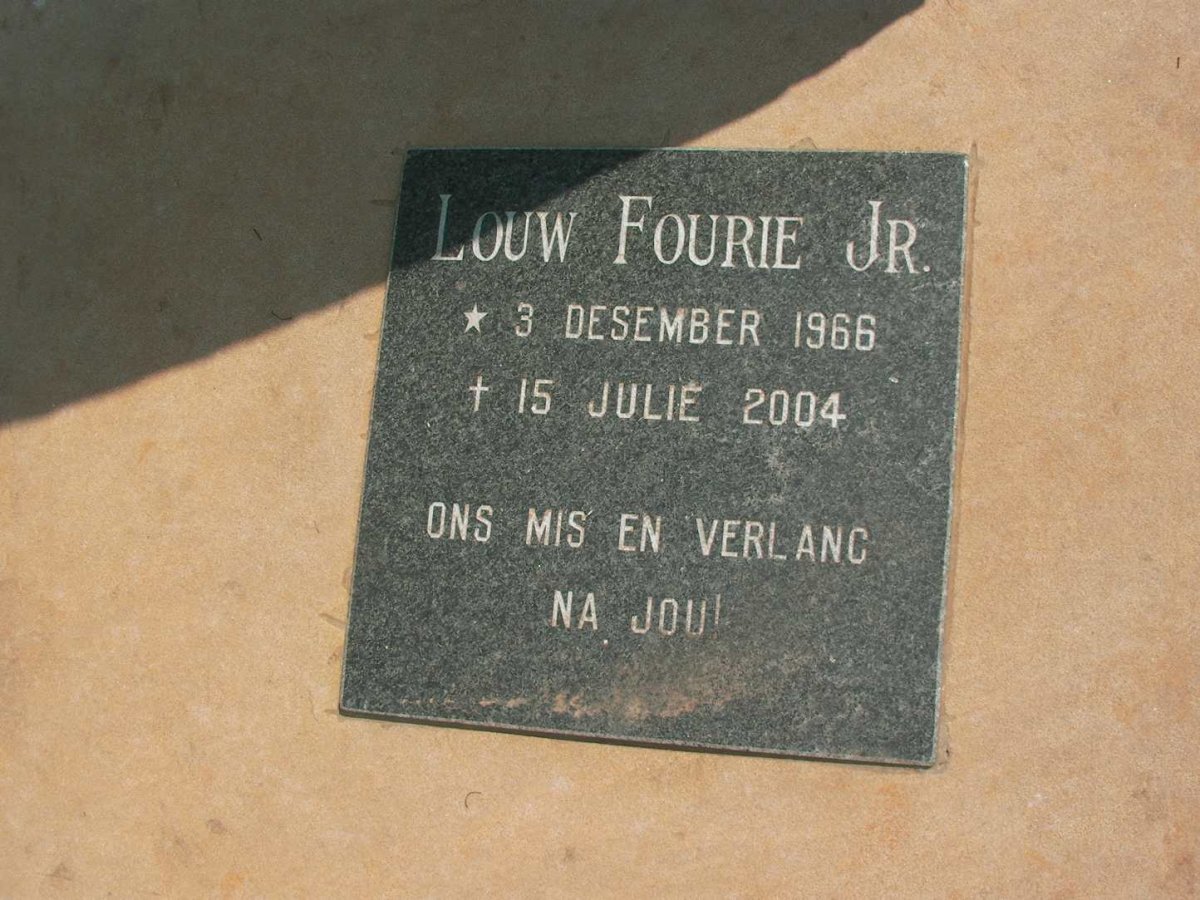 LOUW FOURIE JR.
★ 3 DESEMBER 1966
† 15 JULIE 2004
ONS MIS EN VERLANG
NA JOU!